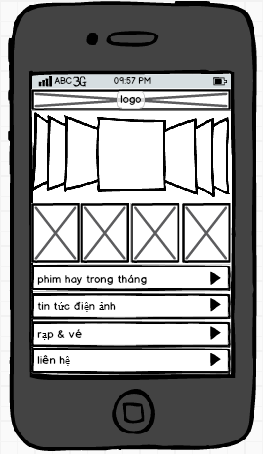 ABC 3G 09:57 PM
logo
phim hay trong tháng
tin tức điện ảnh
rạp & vé
liên hệ